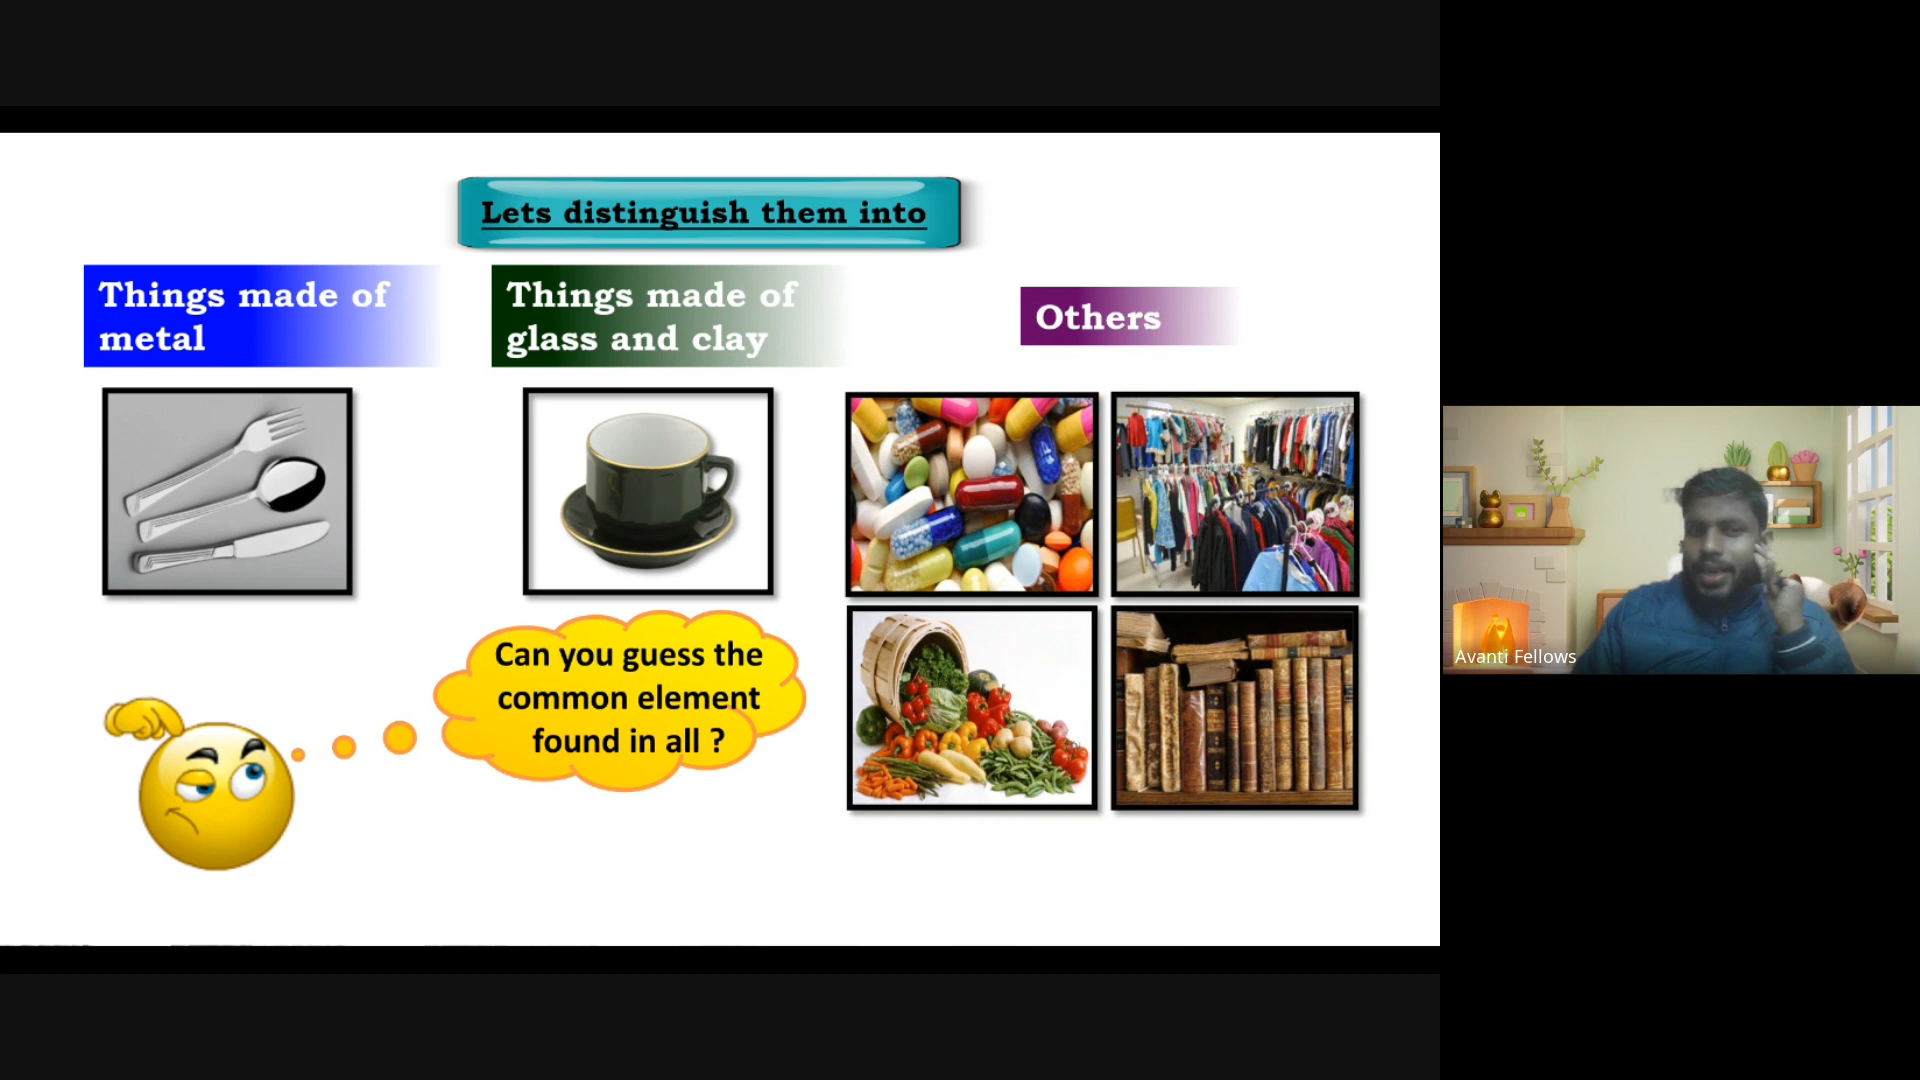 Lets distinguish them into
Things made of
metal
Things made of
glass and clay
Others
Can you guess the
common element
found in all ?
Avanti Fellows